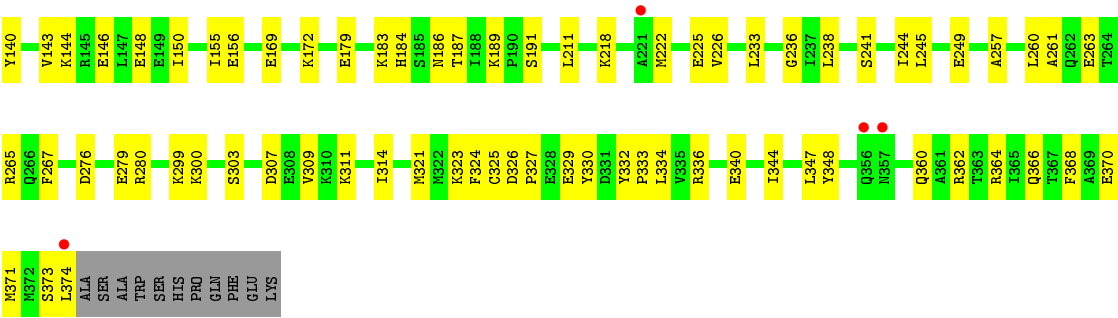 Y140 V143 K144 R145 E146 L147 E148 E149 I150 I155 E156 E169 K172 E179 K183 H184 S185 N186 T187 I188 K189 P190 S191 L211 K218 A221 M222 E225 V226 L233 G236 I237 L238 S241 I244 L245 E249 A257 L260 A261 Q262 E263 T264
R265 Q266 F267 D276 E279 R280 K299 K300 S303 D307 E308 V309 K310 K311 I314 M321 M322 K323 F324 C325 D326 P327 E328 E329 Y330 D331 Y332 P333 L334 V335 R336 E340 I344 L347 Y348 Q356 N357 Q360 A361 R362 T363 R364 I365 Q366 T367 F368 A369 E370
M371 M372 S373 L374 ALA SER ALA TRP SER HIS PRO GLN PHE GLU LYS